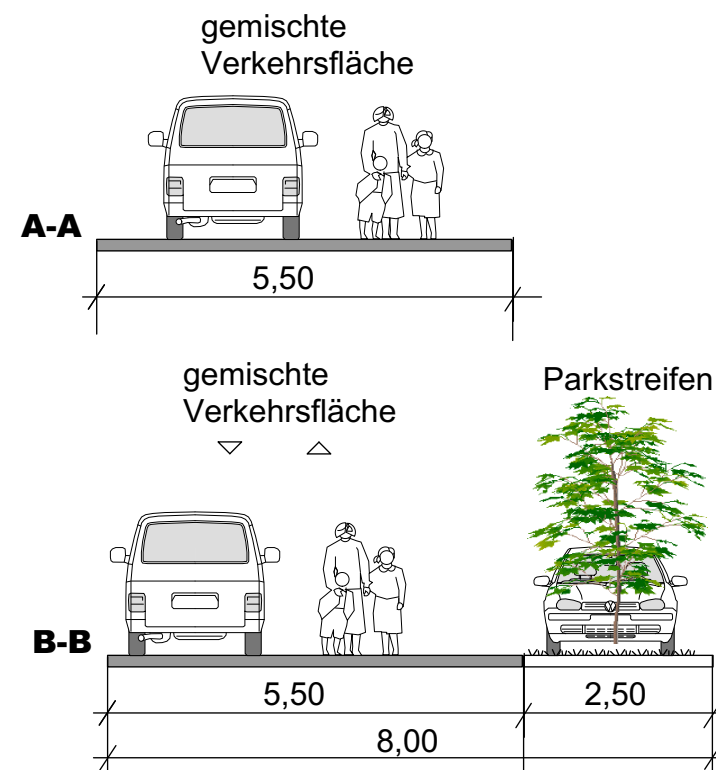 gemischte
Verkehrsfläche
A-A
5,50
gemischte
Verkehrsfläche
Parkstreifen
B-B
5,50
2,50
8,00